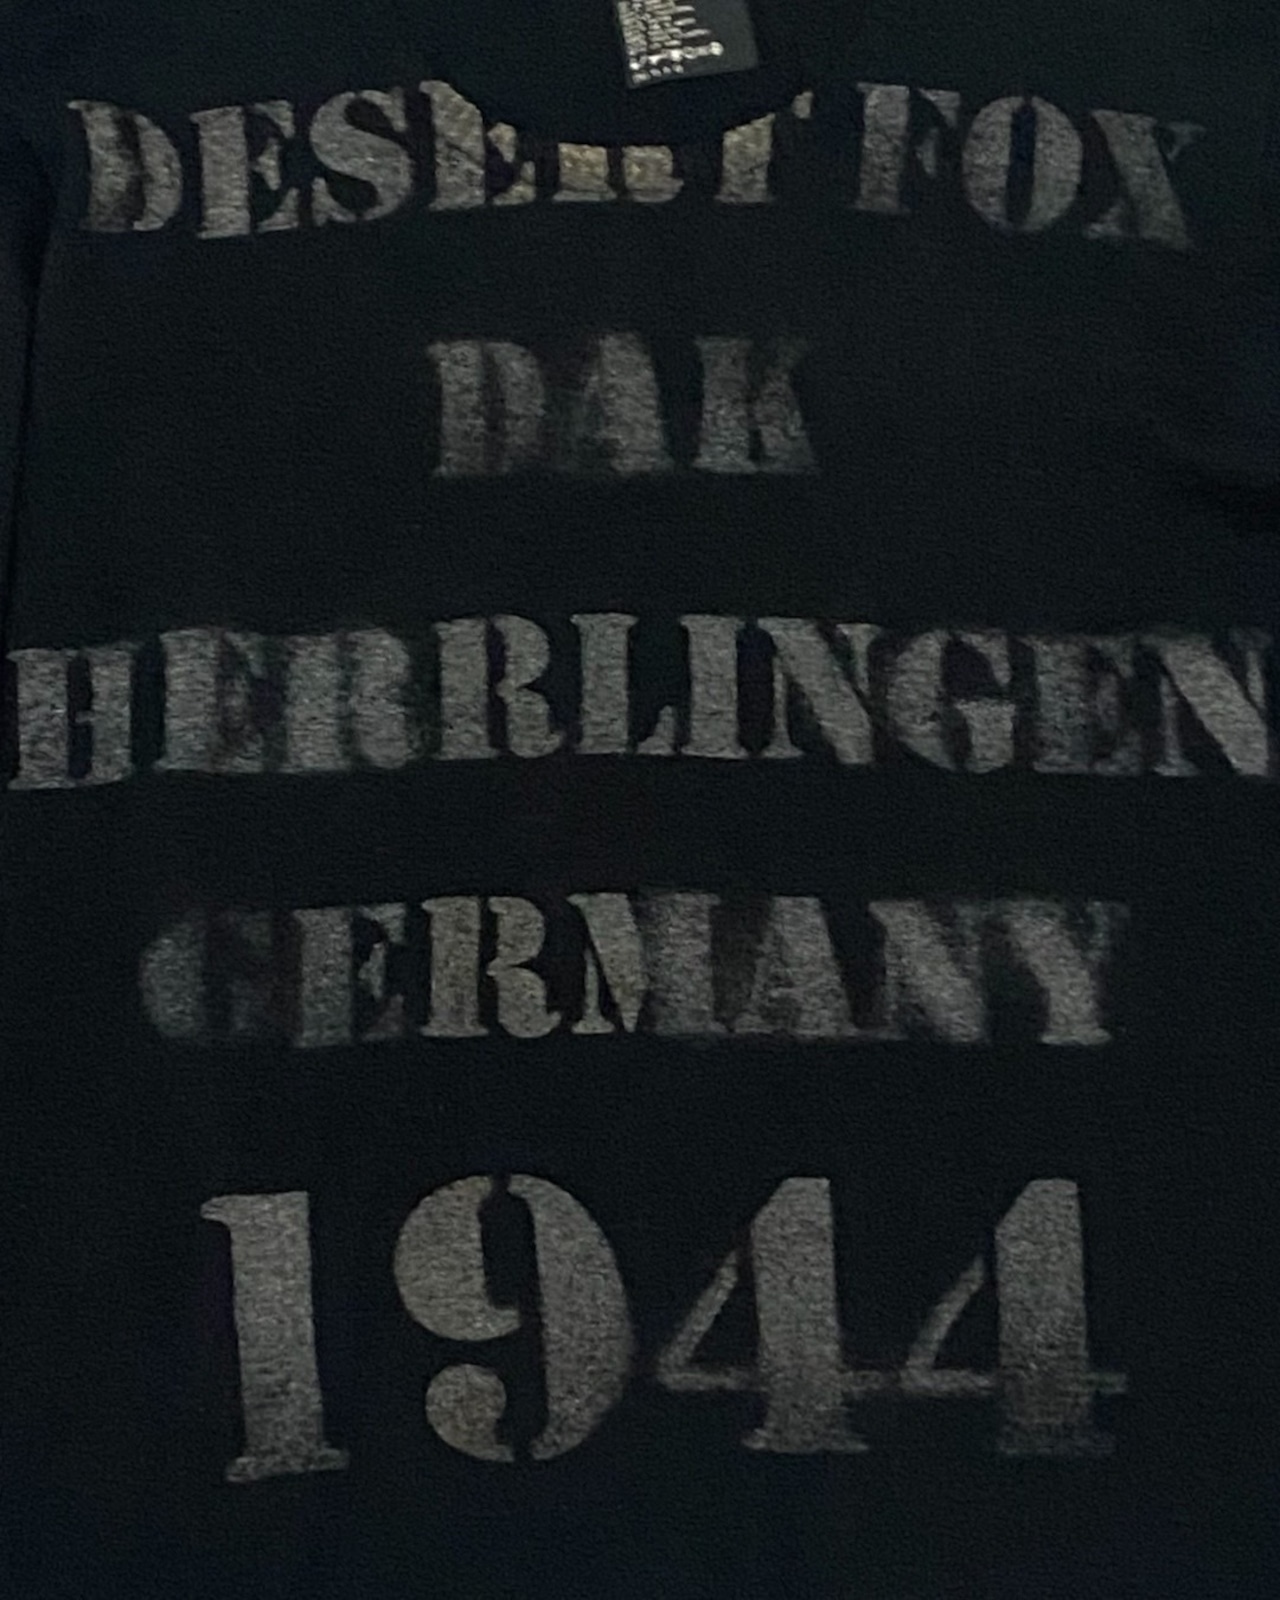 DESERT FOX
DAK
HERRLINGEN
GERMANY
1944